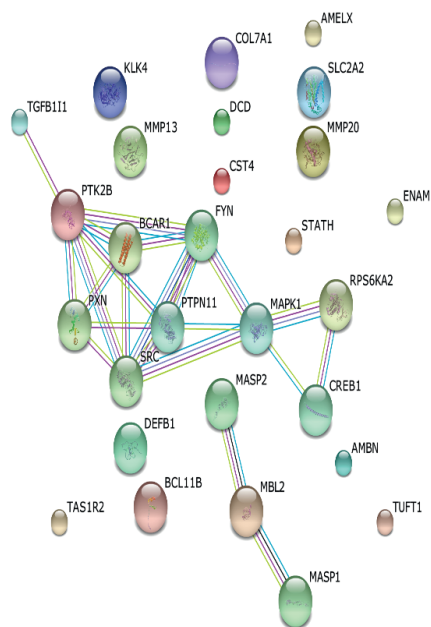 AMELX
COL7A1
KLK4
SLC2A2
TGFB1I1
DCD
MMP13
MMP20
CST4
PTK2B
BCAR1
FYN
ENAM
STATH
RPS6KA2
PXN
PTPN11
MAPK1
SRC
MASP2
CREB1
DEFB1
AMBN
BCL11B
MBL2
TAS1R2
TUFT1
MASP1